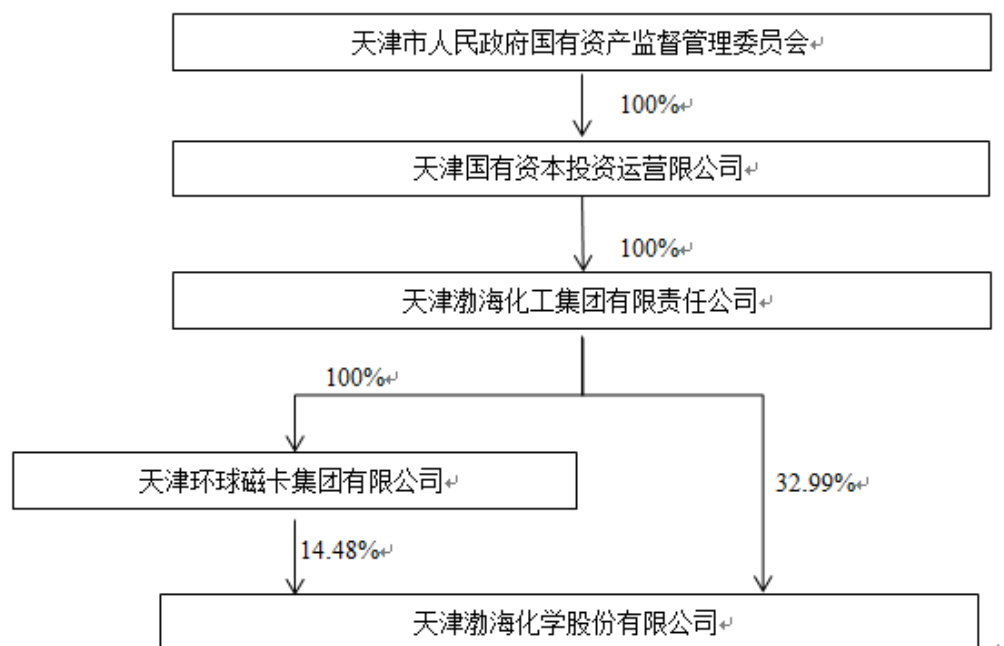 天津市人民政府国有资产监督管理委员会
100%
天津国有资本投资运营限公司
100%
天津渤海化工集团有限责任公司
100%
天津环球磁卡集团有限公司
32.99%
14.48%
天津渤海化学股份有限公司